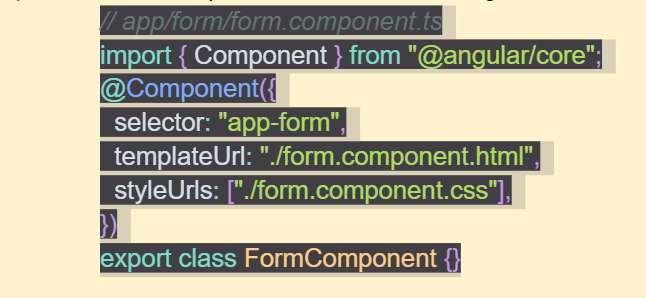 // app/form/form.component.ts
import { Component } from "@angular/core";
@Component({
  selector: "app-form",
  templateUrl: "./form.component.html",
  styleUrls: ["./form.component.css"],
})
export class FormComponent {}